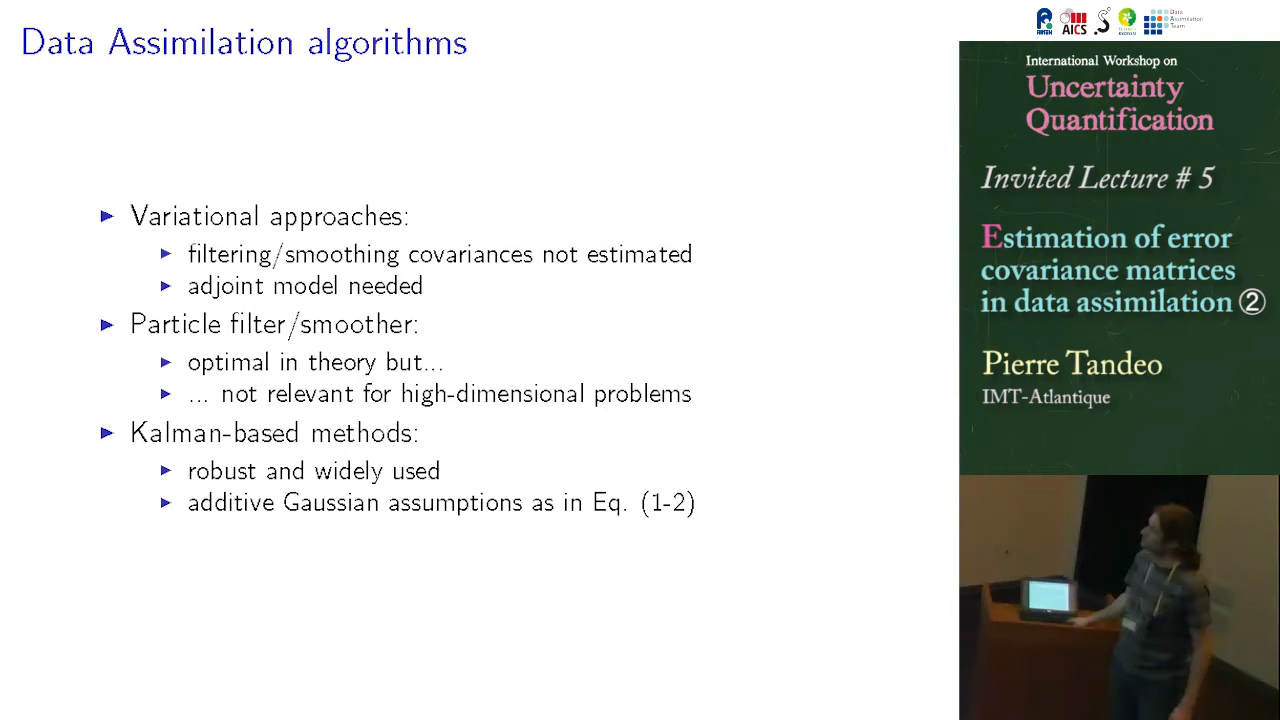 Data Assimilation algorithms
Variational approaches:
filtering/smoothing covariances not estimated
adjoint model needed
Particle filter/smoother:
optimal in theory but...
... not relevant for high-dimensional problems
Kalman-based methods:
robust and widely used
additive Gaussian assumptions as in Eq. (1-2)
AICS
Data
Assimilation
Team
International Workshop on
Uncertainty
Quantification
Invited Lecture # 5
Estimation of error
covariance matrices
in data assimilation ②
Pierre Tandeo
IMT-Atlantique